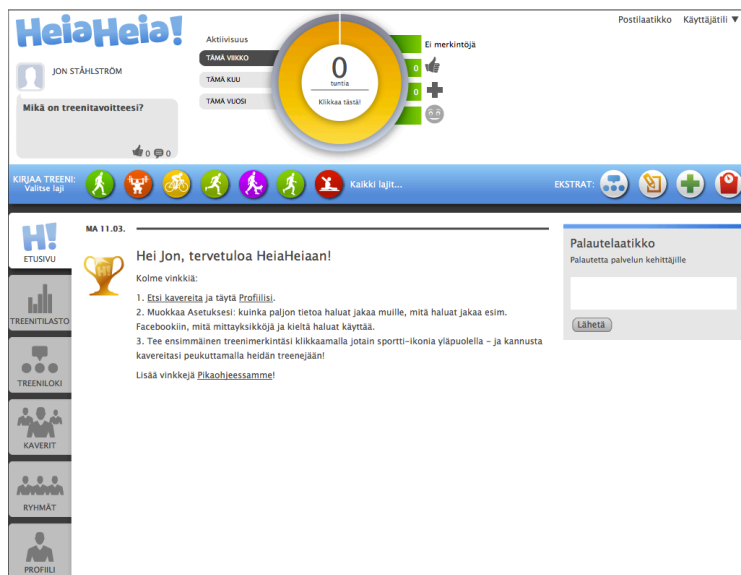 HeiaHeia!
Postilaatikko Käyttäjätili ▼
JON STÅHLSTRÖM
Mikä on treenitavoitteesi?
0 0
Aktiivisuus
TÄMÄ VIIKKO
TÄMÄ KUU
TÄMÄ VUOSI
0
tuntia
Klikkaa tästä!
Ei merkintöjä
0
0
KIRJAA TREENI:
Valitse laji
Kaikki lajit...
EKSTRAT:
H!
ETUSIVU
TREENITILASTO
TREENILOKI
KAVERIT
RYHMÄT
PROFIILI
MA 11.03.
H!
Hei Jon, tervetuloa HeiaHeiaan!
Kolme vinkkiä:
1. Etsi kavereita ja täytä Profiilisi.
2. Muokkaa Asetuksesi: kuinka paljon tietoa haluat jakaa muille, mitä haluat jakaa esim.
Facebookiin, mitä mittayksikköjä ja kieltä haluat käyttää.
3. Tee ensimmäinen treenimerkintäsi klikkaamalla jotain sportti-ikonia yläpuolella – ja kannusta
kavereitasi peukuttamalla heidän treenejään!
Lisää vinkkejä Pikaohjeessamme!
Palautelaatikko
Palautetta palvelun kehittäjille
Lähetä